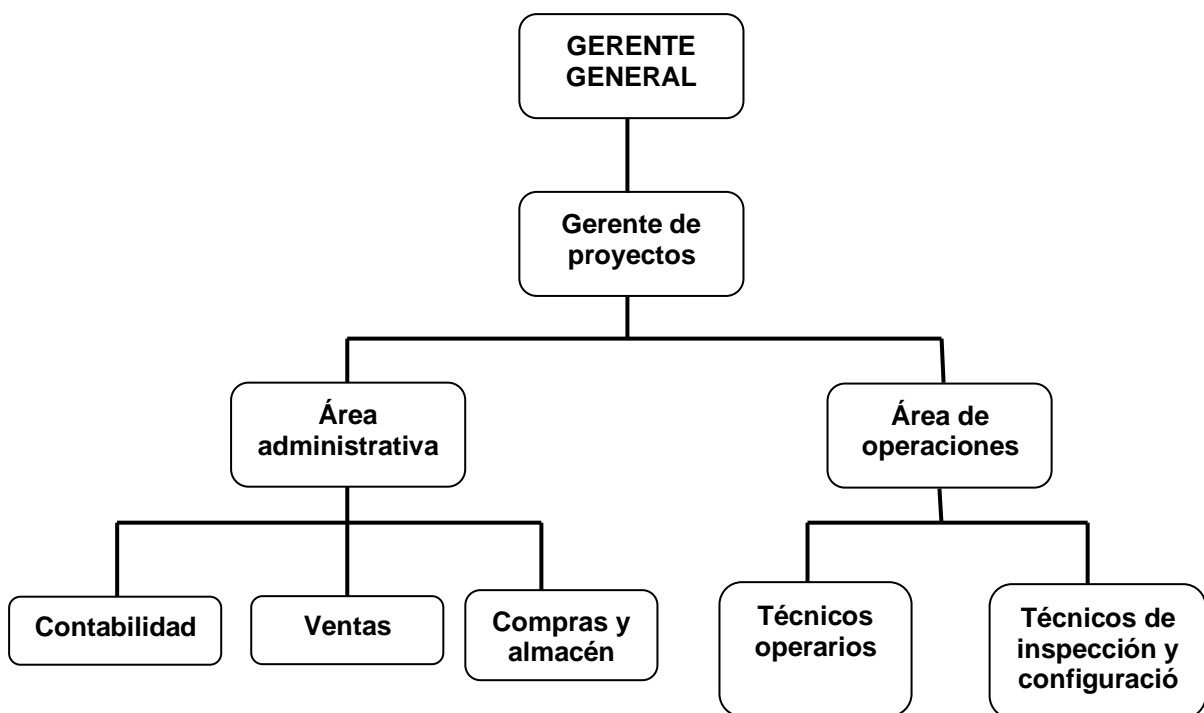 GERENTE
GENERAL
Gerente de
proyectos
Área
administrativa
Área de
operaciones
Contabilidad
Ventas
Compras y
almacén
Técnicos
operarios
Técnicos de
inspección y
configuració